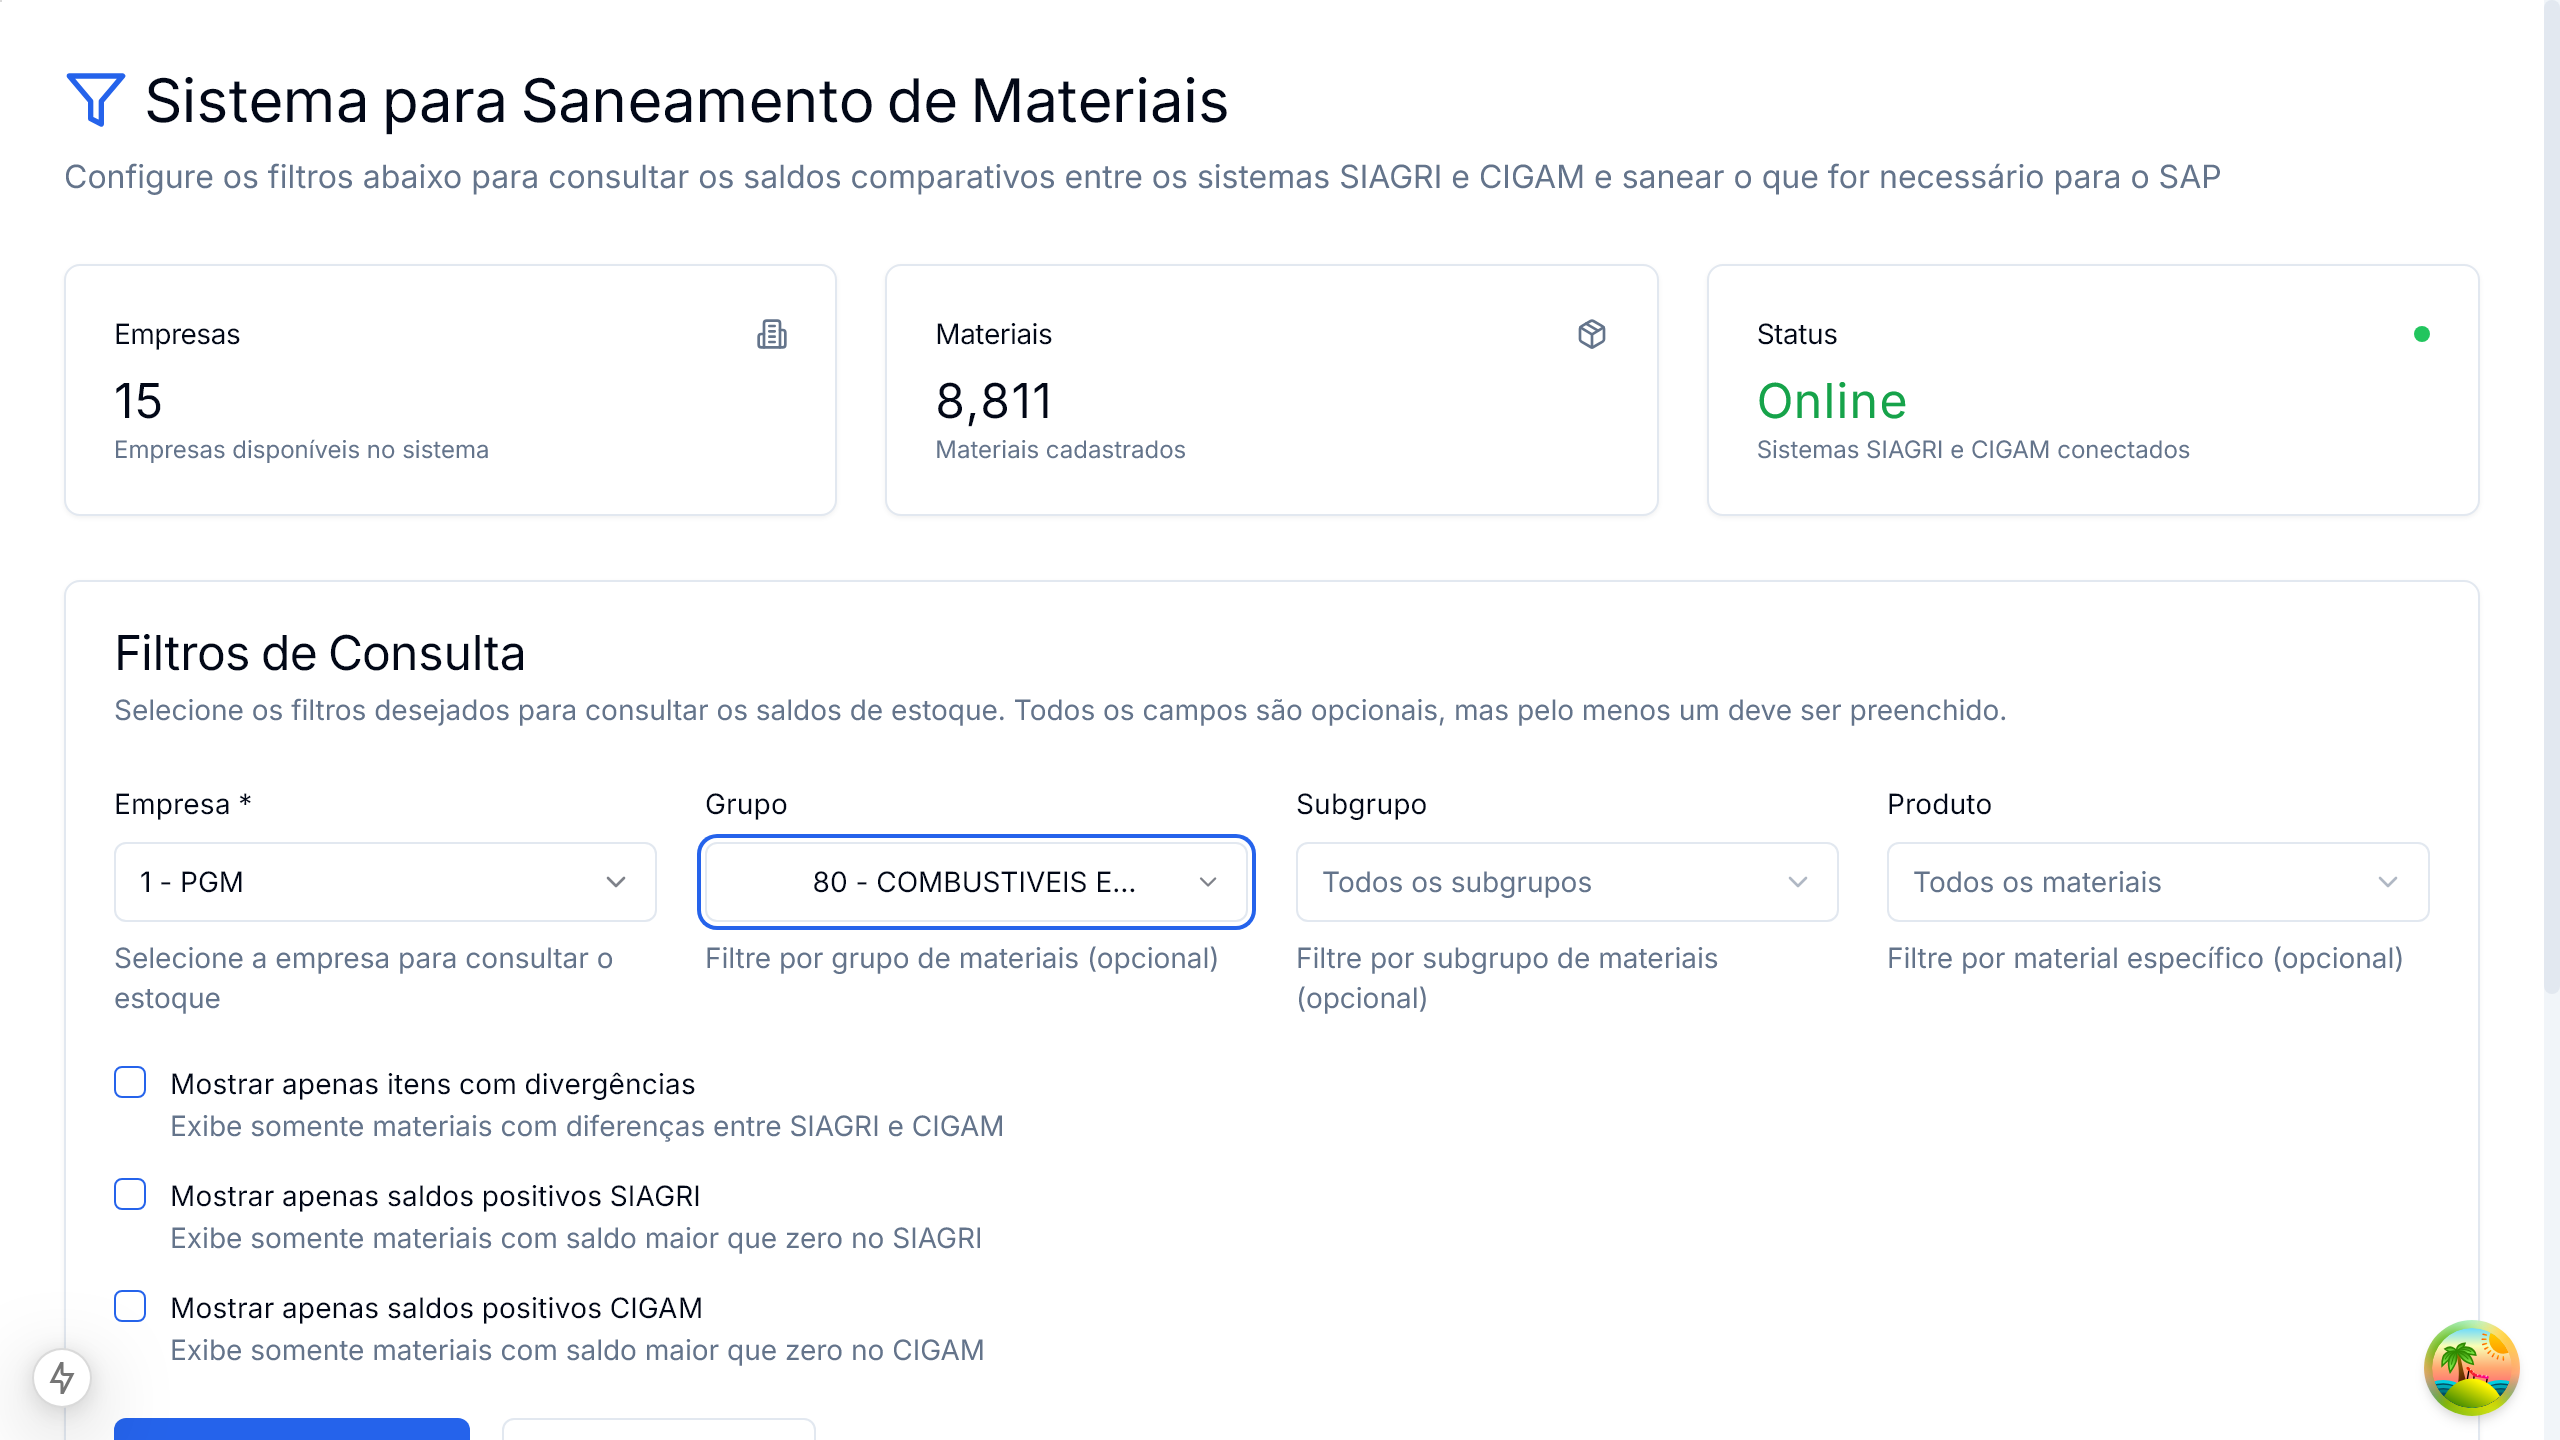 Sistema para Saneamento de Materiais
Configure os filtros abaixo para consultar os saldos comparativos entre os sistemas SIAGRI e CIGAM e sanear o que for necessário para o SAP
Empresas
15
Empresas disponíveis no sistema
Materiais
8,811
Materiais cadastrados
Status
Online
Sistemas SIAGRI e CIGAM conectados
Filtros de Consulta
Selecione os filtros desejados para consultar os saldos de estoque. Todos os campos são opcionais, mas pelo menos um deve ser preenchido.
Empresa *
1 - PGM
Selecione a empresa para consultar o
estoque
Grupo
80 - COMBUSTIVEIS E...
Filtre por grupo de materiais (opcional)
Subgrupo
Todos os subgrupos
Filtre por subgrupo de materiais
(opcional)
Produto
Todos os materiais
Filtre por material específico (opcional)
Mostrar apenas itens com divergências
Exibe somente materiais com diferenças entre SIAGRI e CIGAM
Mostrar apenas saldos positivos SIAGRI
Exibe somente materiais com saldo maior que zero no SIAGRI
Mostrar apenas saldos positivos CIGAM
Exibe somente materiais com saldo maior que zero no CIGAM